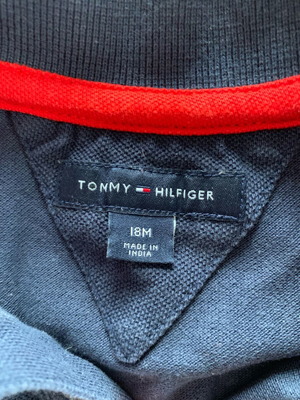 TOMMY HILFIGER
18M
MADE IN
INDIA